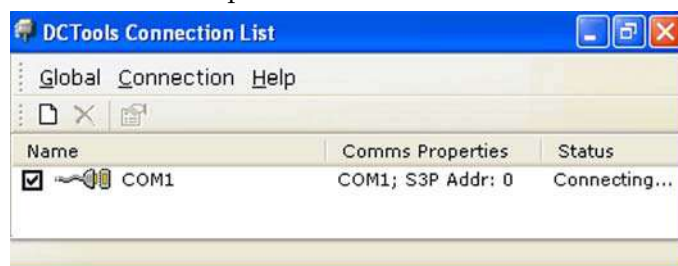 DCTools Connection List
Global Connection Help
Name Comms Properties Status
COM1 COM1; S3P Addr: 0 Connecting...